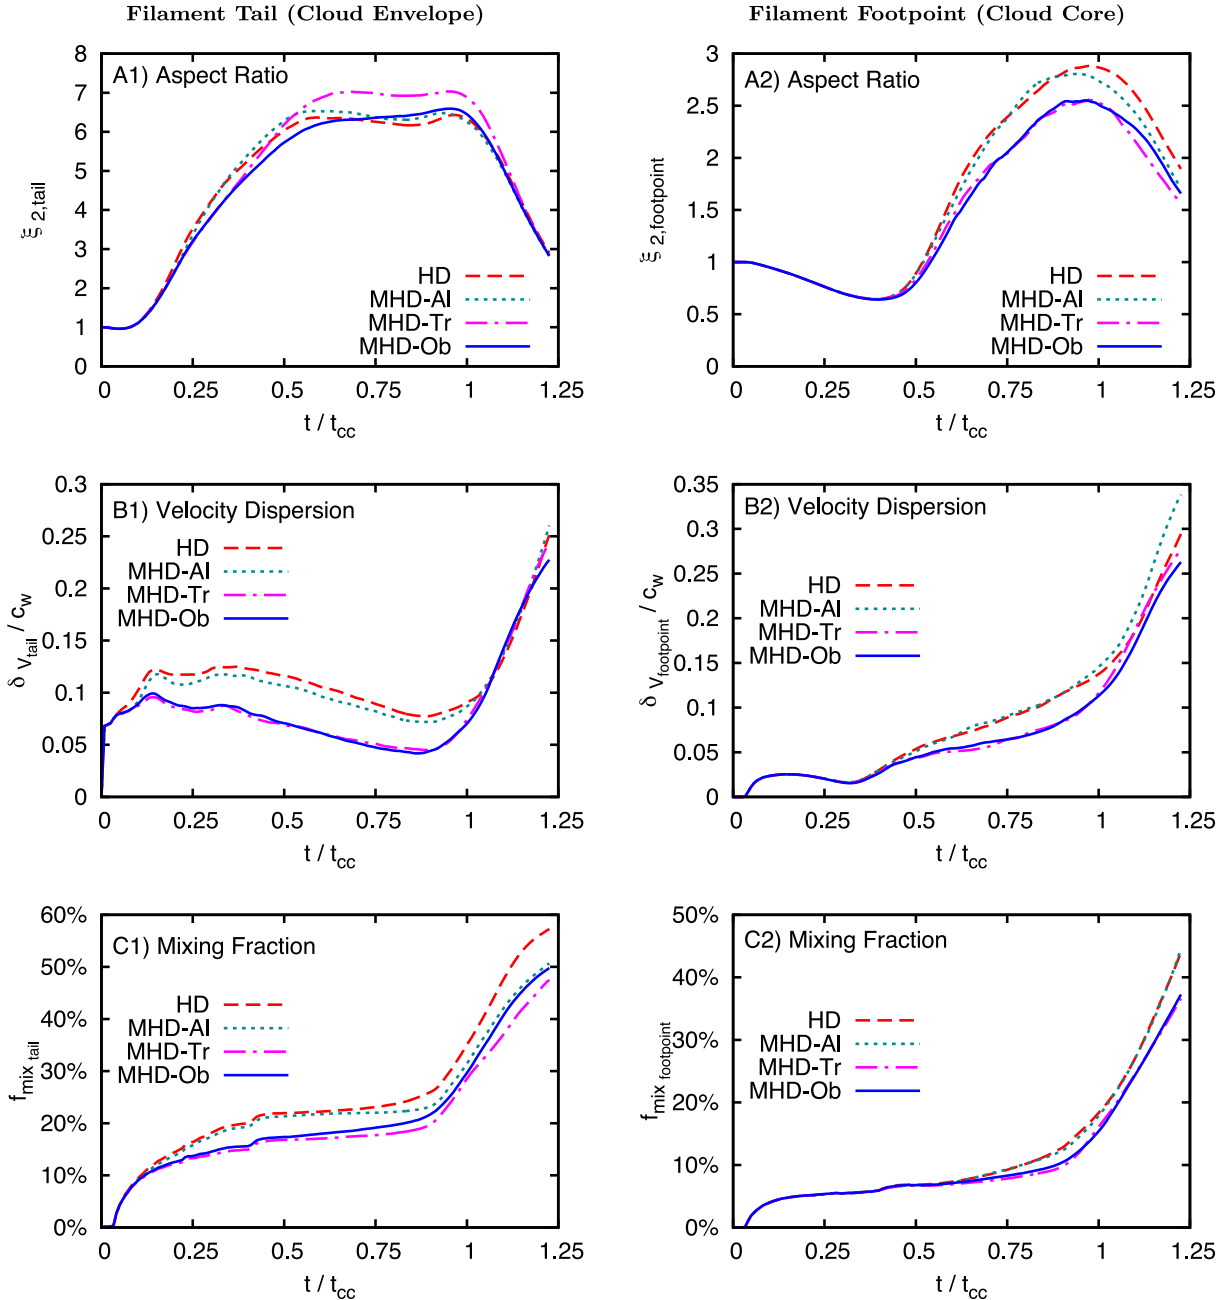 Filament Tail (Cloud Envelope)
Filament Footpoint (Cloud Core)
A1) Aspect Ratio
8
7
6
5
4
3
2
1
0
ξ2,tail
HD
MHD-Al
MHD-Tr
MHD-Ob
0 0.25 0.5 0.75 1 1.25
t / tcc
A2) Aspect Ratio
3
2.5
2
1.5
1
0.5
0
ξ2,footpoint
HD
MHD-Al
MHD-Tr
MHD-Ob
0 0.25 0.5 0.75 1 1.25
t / tcc
B1) Velocity Dispersion
0.3
0.25
0.2
0.15
0.1
0.05
0
δ vtail / cw
HD
MHD-Al
MHD-Tr
MHD-Ob
0 0.25 0.5 0.75 1 1.25
t / tcc
B2) Velocity Dispersion
0.35
0.3
0.25
0.2
0.15
0.1
0.05
0
δ vfootpoint / cw
HD
MHD-Al
MHD-Tr
MHD-Ob
0 0.25 0.5 0.75 1 1.25
t / tcc
C1) Mixing Fraction
60%
50%
40%
30%
20%
10%
0%
fmix tail
HD
MHD-Al
MHD-Tr
MHD-Ob
0 0.25 0.5 0.75 1 1.25
t / tcc
C2) Mixing Fraction
50%
40%
30%
20%
10%
0%
fmix footpoint
HD
MHD-Al
MHD-Tr
MHD-Ob
0 0.25 0.5 0.75 1 1.25
t / tcc